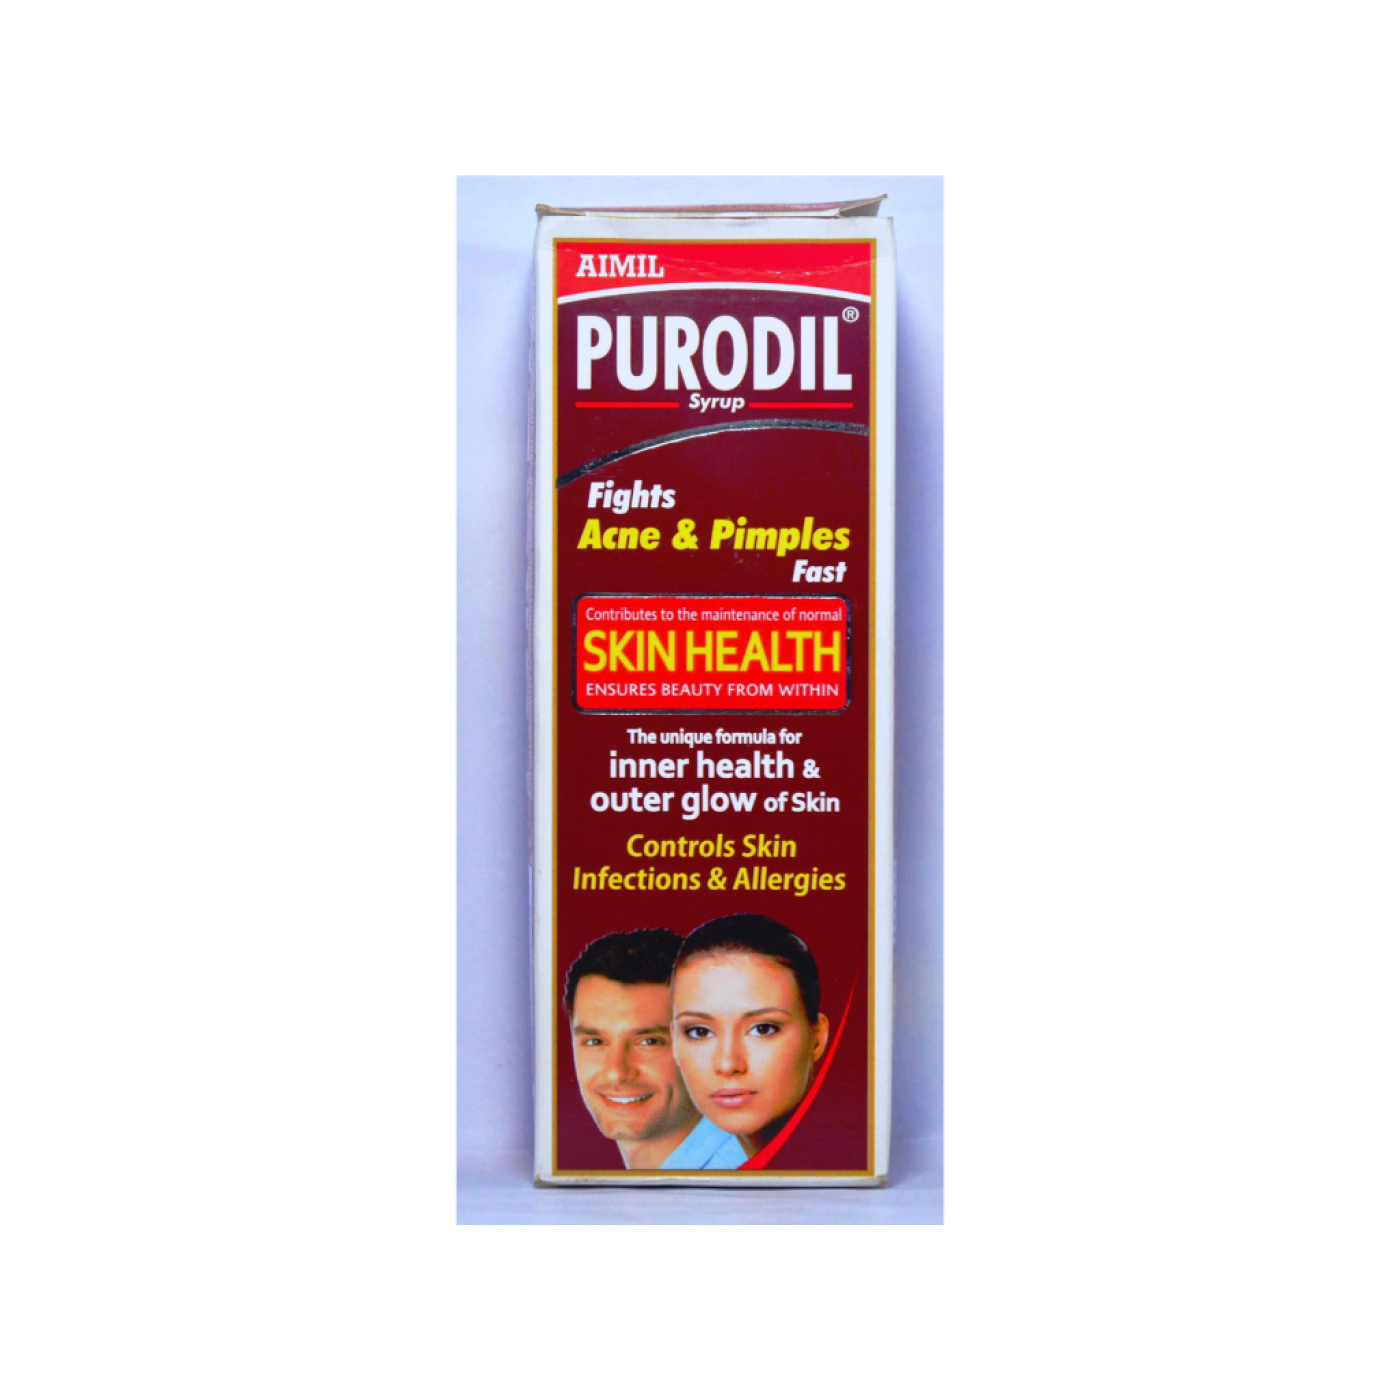 AIMIL
PURODIL®
Syrup
Fights
Acne & Pimples
Fast
Contributes to the maintenance of normal
SKIN HEALTH
ENSURES BEAUTY FROM WITHIN
The unique formula for
inner health &
outer glow of Skin
Controls Skin
Infections & Allergies